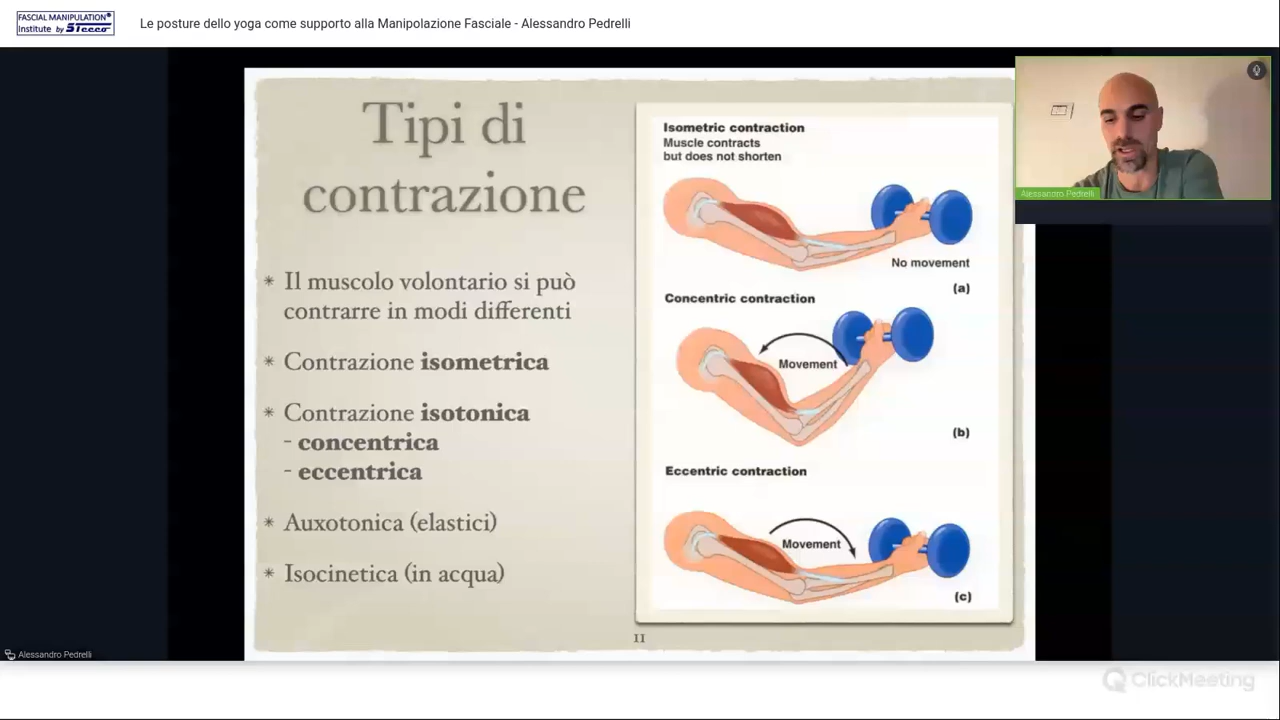 FASCIAL MANIPULATION®
Institute by Stecco
Le posture dello yoga come supporto alla Manipolazione Fasciale - Alessandro Pedrelli
Tipi di
contrazione
* Il muscolo volontario si può
contrarre in modi differenti
* Contrazione isometrica
* Contrazione isotonica
- concentrica
- eccentrica
* Auxotonica (elastici)
* Isocinetica (in acqua)
Isometric contraction
Muscle contracts
but does not shorten
No movement
(a)
Concentric contraction
Movement
(b)
Eccentric contraction
Movement
(c)
11
Alessandro Pedrelli
Alessandro Pedrelli
ClickMeeting